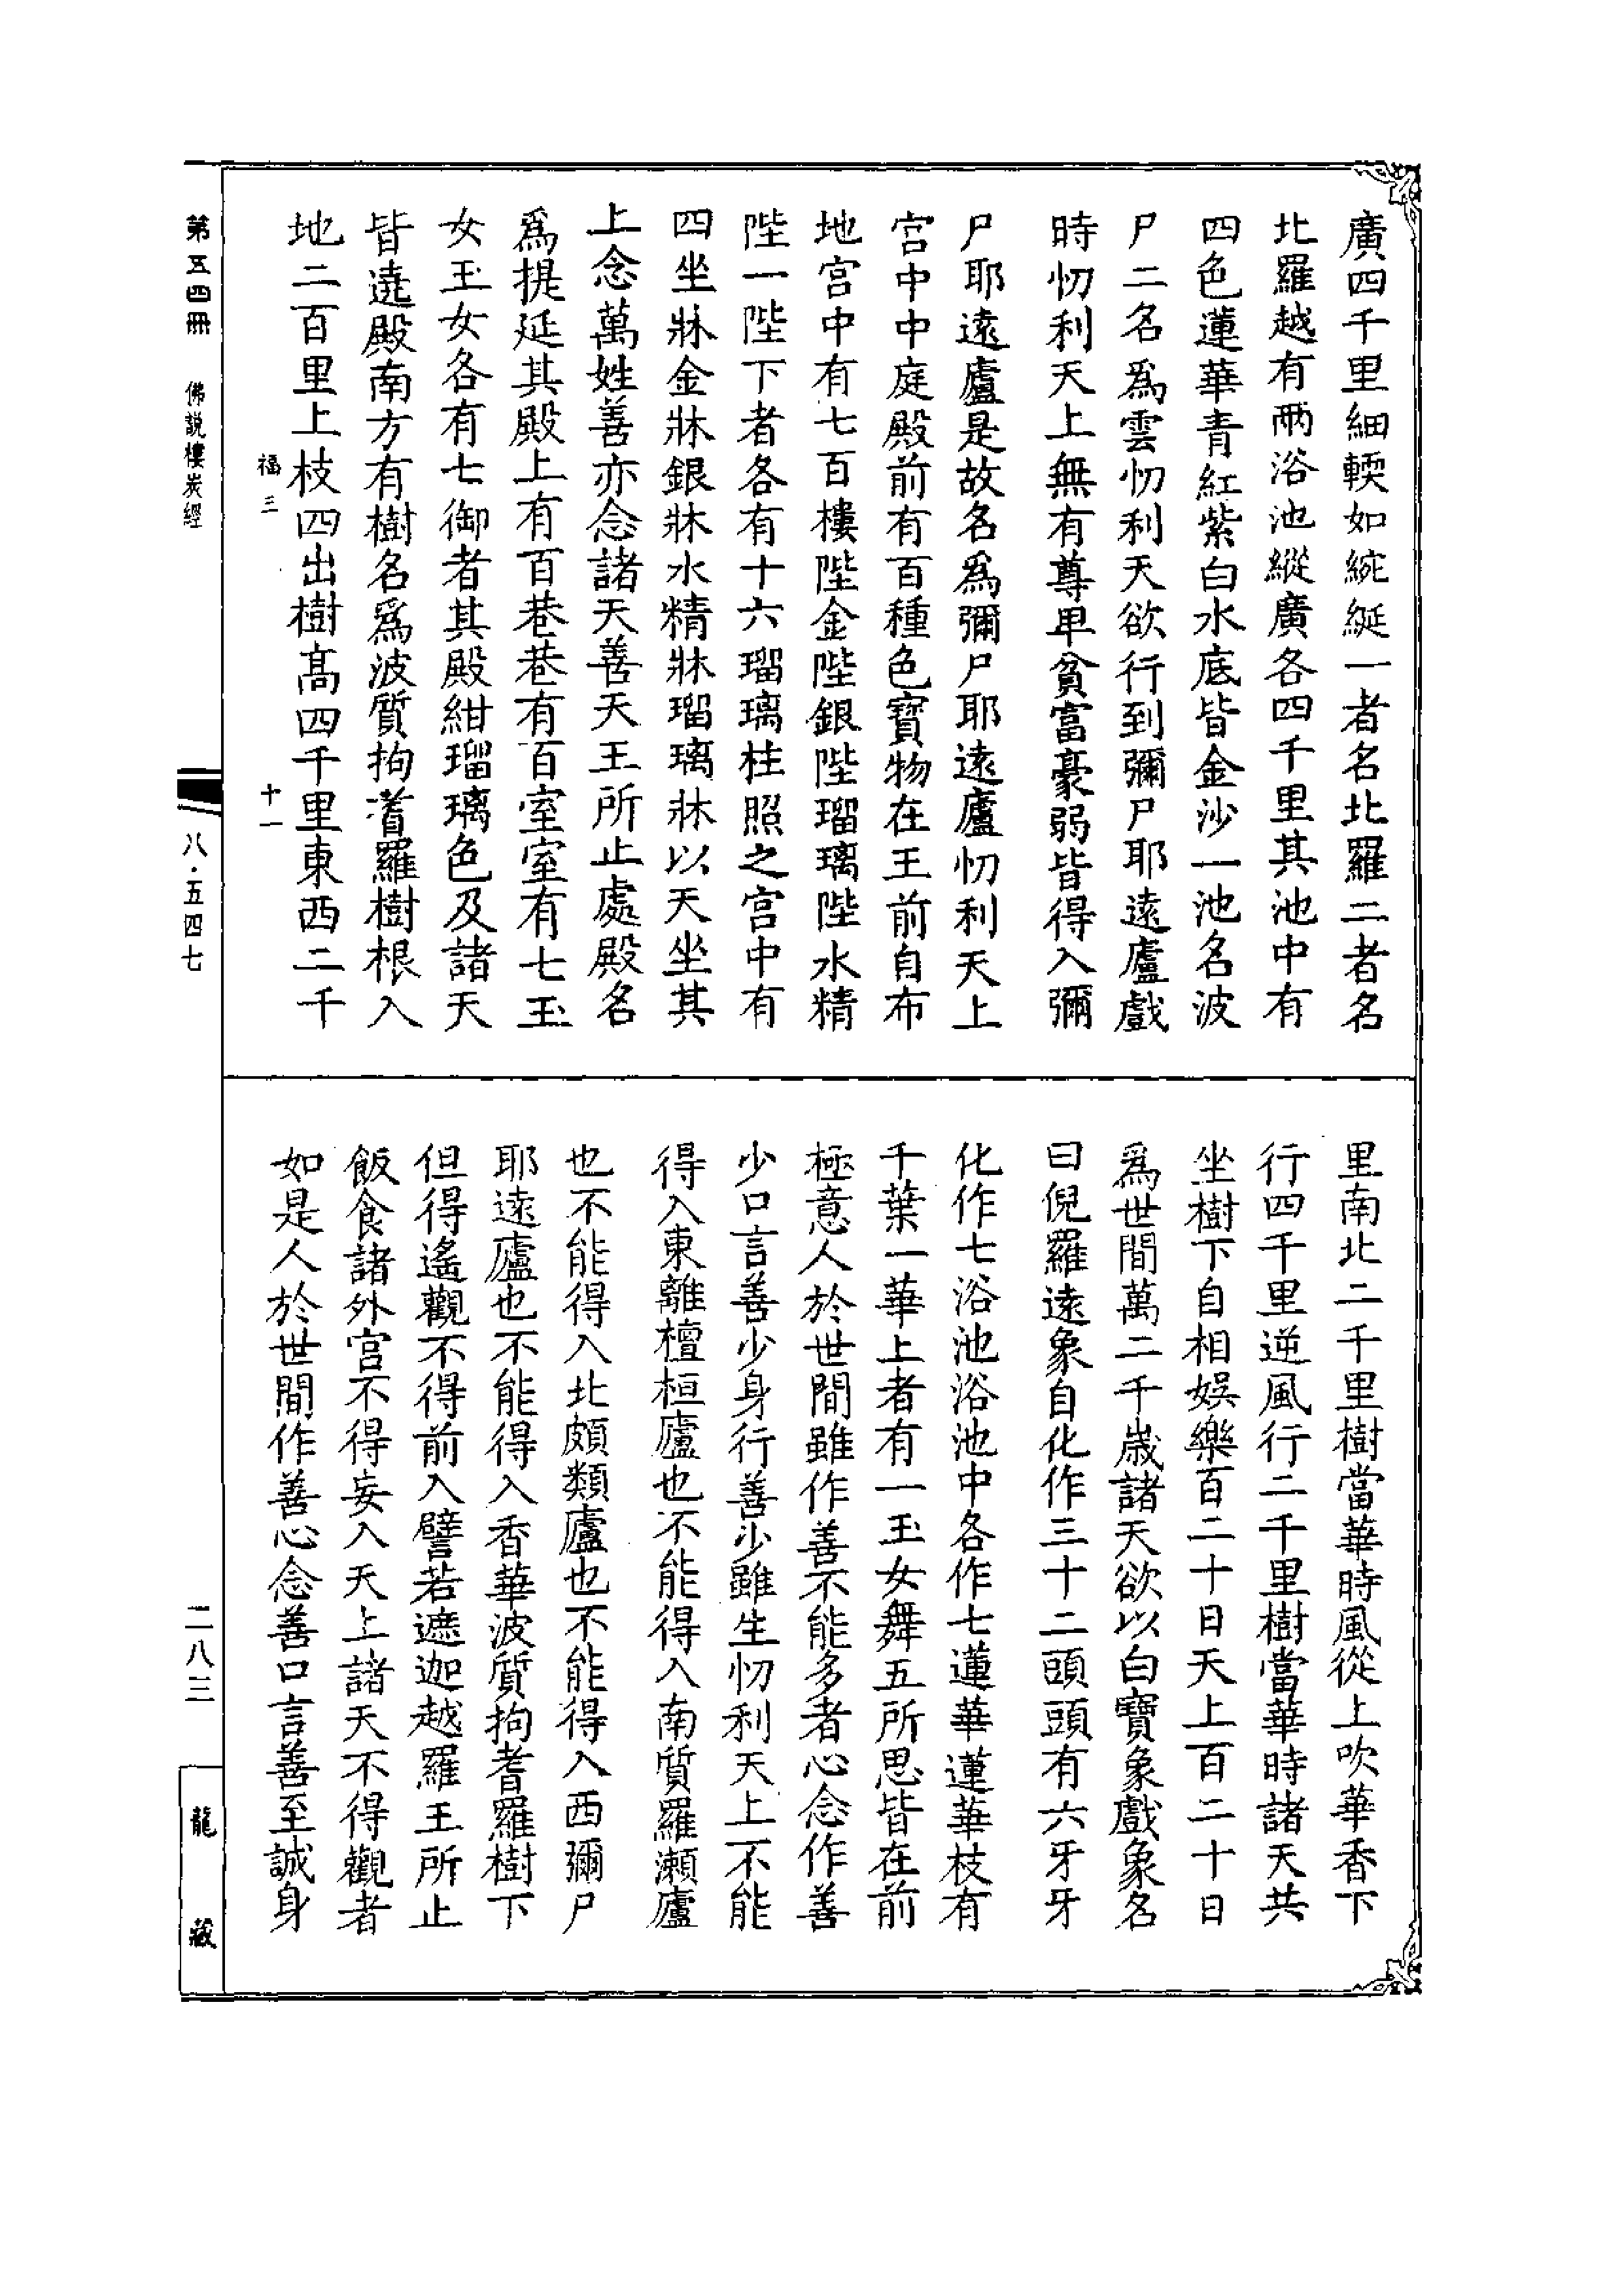 廣四千里細輭如綩綖一者名北羅二者名
北羅越有兩浴池縱廣各四千里其池中有
四色蓮華青紅紫白水底皆金沙一池名波
尸二名爲雲忉利天欲行到彌尸耶遠廬戲
時忉利天上無有尊卑貧富豪弱皆得入彌
尸耶遠廬是故名爲彌尸耶遠廬忉利天上
宮中中庭殿前有百種色寶物在王前自布
地宮中有七百樓陛金陛銀陛瑠璃陛水精
陛一陛下者各有十六瑠璃柱照之宮中有
四坐牀金牀銀牀水精牀瑠璃牀以天坐其
上念萬姓善亦念諸天善天王所止處殿名
爲提延其殿上有百巷巷有百室室有七玉
女玉女各有七御者其殿紺瑠璃色及諸天
皆遶殿南方有樹名爲波質拘耆羅樹根入
地二百里上枝四出樹髙四千里東西二千
里南北二千里樹當華時風從上吹華香下
行四千里逆風行二千里樹當華時諸天共
坐樹下自相娛樂百二十日天上百二十日
爲世間萬二千歲諸天欲以白寶象戲象名
曰倪羅遠象自化作三十二頭頭有六牙牙
化作七浴池浴池中各作七蓮華蓮華枝有
千葉一華上者有一玉女舞五所思皆在前
極意人於世間雖作善不能多者心念作善
少口言善少身行善少雖生忉利天上不能
得入東離檀桓廬也不能得入南質羅瀨廬
也不能得入北頗類廬也不能得入西彌尸
耶遠廬也不能得入香華波質拘耆羅樹下
但得遙觀不得前入譬若遮迦越羅王所止
飯食諸外宮不得妄入天上諸天不得觀者
如是人於世間作善心念善口言善至誠身
福三
十一
第五四冊
佛說樓炭經
八·五四七
二八三
龍藏